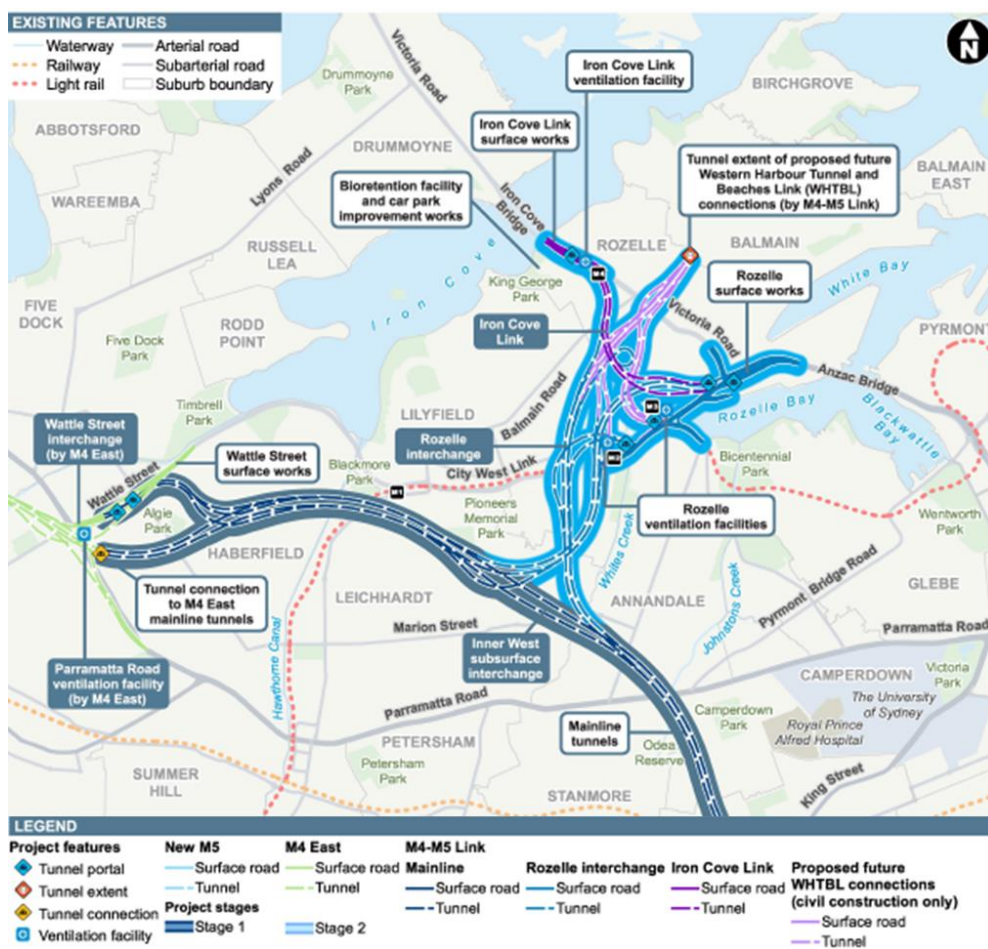 EXISTING FEATURES
Waterway
Arterial road
Railway
Subarterial road
Light rail
Suburb boundary
N
Victoria Road
Drummoyne
Park
Iron Cove Link
ventilation facility
BIRCHGROVE
ABBOTSFORD
Iron Cove Link
surface works
DRUMMOYNE
Lyons Road
Tunnel extent of proposed future
Western Harbour Tunnel and
Beaches Link (WHTBL)
connections (by M4-M5 Link)
BALMAIN
EAST
WAREEMBA
Bioretention facility
and car park
improvement works
Iron Cove
Bridge
RUSSELL
LEA
ROZELLE
BALMAIN
White Bay
Rozelle
surface works
M4
King George
Park
Iron Cove
FIVE
DOCK
RODD
POINT
Five Dock
Park
Iron Cove
Link
Victoria Road
PYRMONT
Anzac Bridge
Timbrell
Park
LILYFIELD
Balmain Road
M3
Rozelle Bay
Blackwattle
Bay
Wattle Street
interchange
(by M4 East)
Wattle Street
Wattle Street
surface works
Rozelle
interchange
M2
Blackmore
Park
City West Link
Bicentennial
Park
M1
Algie
Park
Pioneers
Memorial
Park
Rozelle
ventilation facilities
Wentworth
Park
HABERFIELD
Whites Creek
Tunnel connection
to M4 East
mainline tunnels
LEICHHARDT
ANNANDALE
Johnstons Creek
Pyrmont Bridge Road
GLEBE
Marion Street
Parramatta Road
Hawthorne Canal
Inner West
subsurface
interchange
Parramatta Road
ventilation facility
(by M4 East)
CAMPERDOWN
Victoria
Park
The University
of Sydney
Parramatta Road
Camperdown
Park
Royal Prince
Alfred Hospital
Mainline
tunnels
PETERSHAM
Odea
Reserve
Petersham
Park
King Street
SUMMER
HILL
STANMORE
LEGEND
Project features
Tunnel portal
Tunnel extent
Tunnel connection
Ventilation facility
New M5
Surface road
Tunnel
Project stages
Stage 1
Stage 2
M4 East
Surface road
Tunnel
M4-M5 Link
Mainline
Surface road
Tunnel
Rozelle interchange
Surface road
Tunnel
Iron Cove Link
Surface road
Tunnel
Proposed future
WHTBL connections
(civil construction only)
Surface road
Tunnel